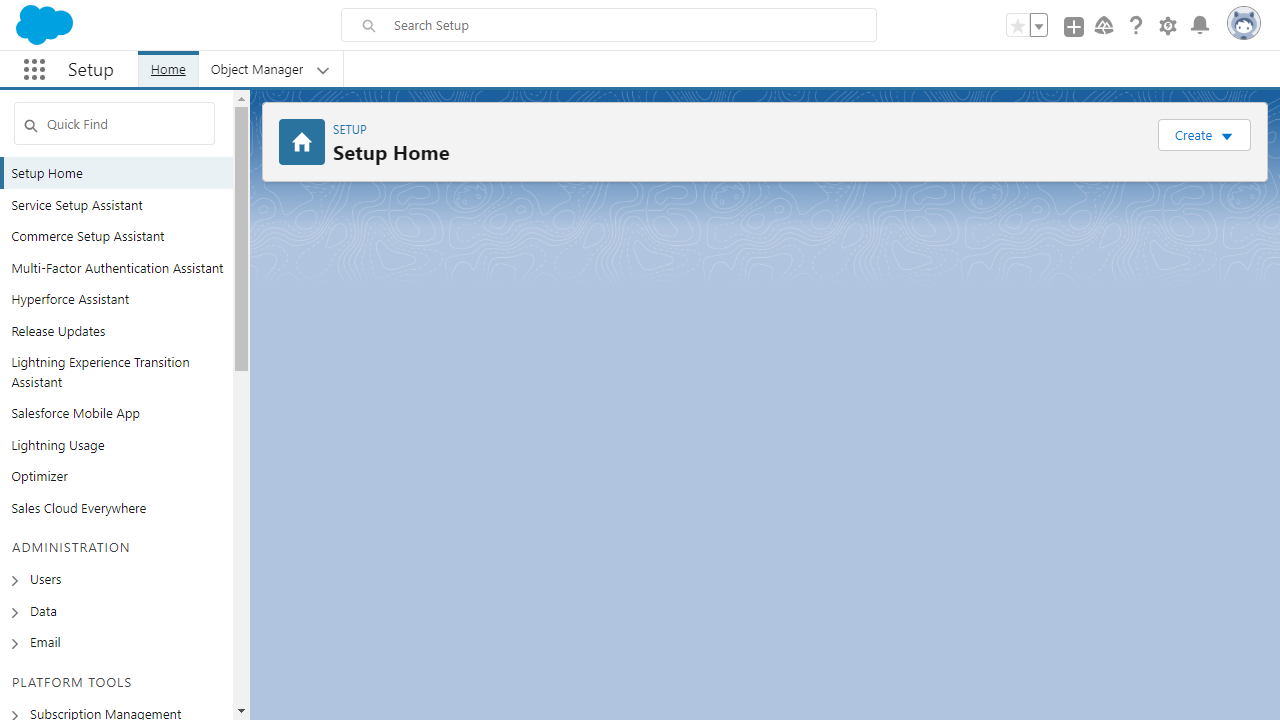 Search Setup
Setup
Home
Object Manager
Quick Find
Setup Home
Service Setup Assistant
Commerce Setup Assistant
Multi-Factor Authentication Assistant
Hyperforce Assistant
Release Updates
Lightning Experience Transition
Assistant
Salesforce Mobile App
Lightning Usage
Optimizer
Sales Cloud Everywhere
ADMINISTRATION
Users
Data
Email
PLATFORM TOOLS
Subscription Management
SETUP
Setup Home
Create